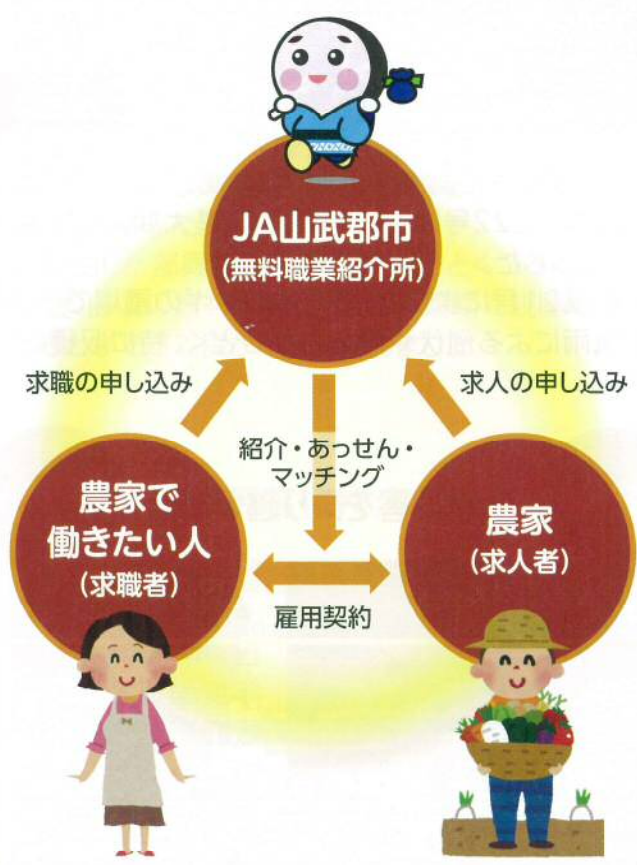 JA山武郡市
(無料職業紹介所)
求職の申し込み
求人の申し込み
紹介・あっせん・
マッチング
農家で
働きたい人
(求職者)
農家
(求人者)
雇用契約